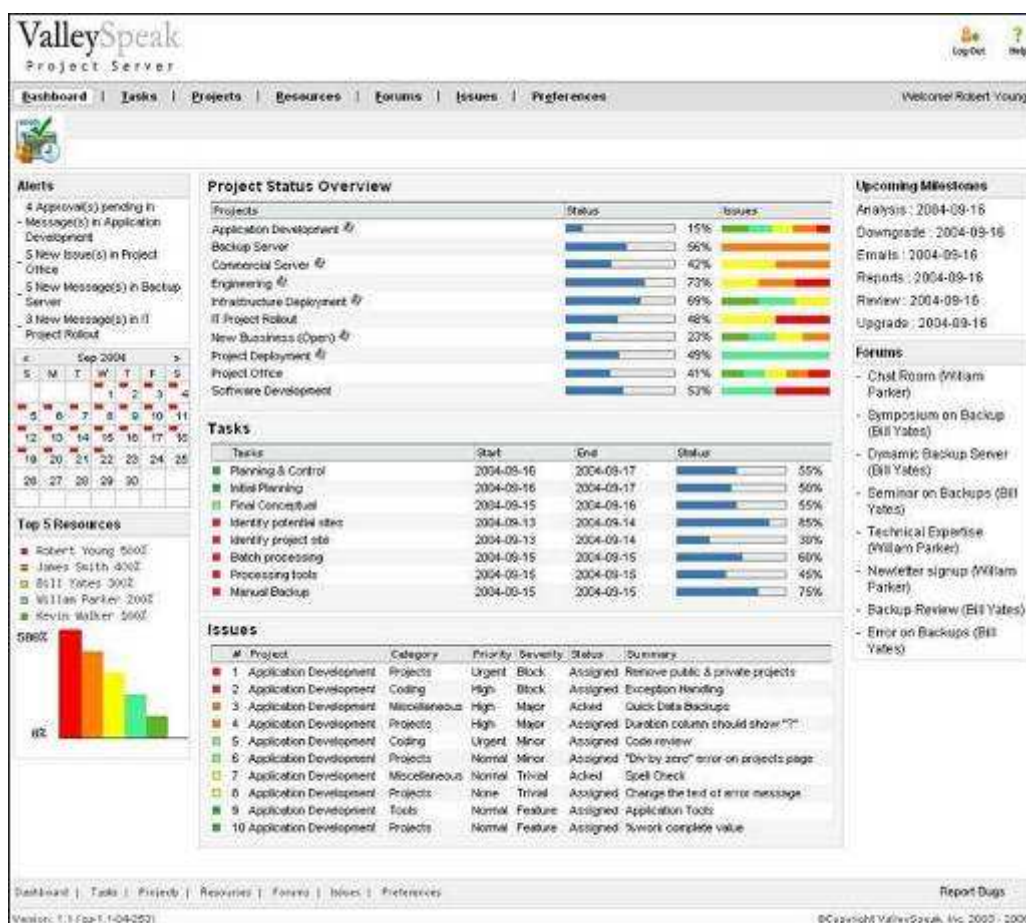 ValleySpeak
Project Server
Log Out
Help
Dashboard | Tasks | Projects | Resources | Forums | Issues | Preferences
Welcome! Robert Young
Alerts
4 Approval(s) pending in
- Message(s) in Application
Development
5 New Issue(s) in Project
Office
- 5 New Message(s) in Backup
Server
- 3 New Message(s) in IT
Project Rollout
« Sep 2004 »
S M T W T F S
1 2 3 4
5 6 7 8 9 10 11
12 13 14 15 16 17 18
19 20 21 22 23 24 25
26 27 28 29 30
Top 5 Resources
Robert Young 500%
James Smith 400%
Bill Yates 300%
William Parker 200%
Kevin Walker
0%
Project Status Overview
Projects Status Issues
Application Development 15%
Backup Server 56%
Commercial Server 42%
Engineering 73%
Infrastructure Deployment 69%
IT Project Rollout 48%
New Bussiness (Open) 23%
Project Deployment 49%
Project Office 41%
Software Development 53%
Tasks
Tasks Start End Status
Planning & Control 2004-09-16 2004-09-17 55%
Initial Planning 2004-09-16 2004-09-17 50%
Final Conceptual 2004-09-15 2004-09-16 55%
Identify potential sites 2004-09-13 2004-09-14 85%
Identify project site 2004-09-13 2004-09-14 30%
Batch processing 2004-09-15 2004-09-15 60%
Processing tools 2004-09-15 2004-09-15 45%
Manual Backup 2004-09-15 2004-09-15 75%
Issues
# Project Category Priority Severity Status Summary
1 Application Development Projects Urgent Block Assigned Remove public & private projects
2 Application Development Coding High Block Assigned Exception Handling
3 Application Development Miscellaneous High Major Acked Quick Data Backups
4 Application Development Projects High Major Assigned Duration column should show "?"
5 Application Development Coding Urgent Minor Assigned Code review
6 Application Development Projects Normal Minor Assigned "Div by zero" error on projects page
7 Application Development Miscellaneous Normal Trivial Acked Spell Check
8 Application Development Projects None Trivial Assigned Change the text of error message
9 Application Development Tools Normal Feature Assigned Application Tools
10 Application Development Projects Normal Feature Assigned %work complete value
Upcoming Milestones
Analysis : 2004-09-16
Downgrade : 2004-09-16
Emails : 2004-09-16
Reports : 2004-09-16
Review : 2004-09-16
Upgrade : 2004-09-16
Forums
- Chat Room (William
Parker)
- Symposium on Backup
(Bill Yates)
- Dynamic Backup Server
(Bill Yates)
- Seminar on Backups (Bill
Yates)
- Technical Expertise
(William Parker)
- Newletter signup (William
Parker)
- Backup Review (Bill Yates)
- Error on Backups (Bill
Yates)
Dashboard | Tasks | Projects | Resources | Forums | Issues | Preferences
Report Bugs
Version: 1.1
©Copyright ValleySpeak, Inc. 2000 -